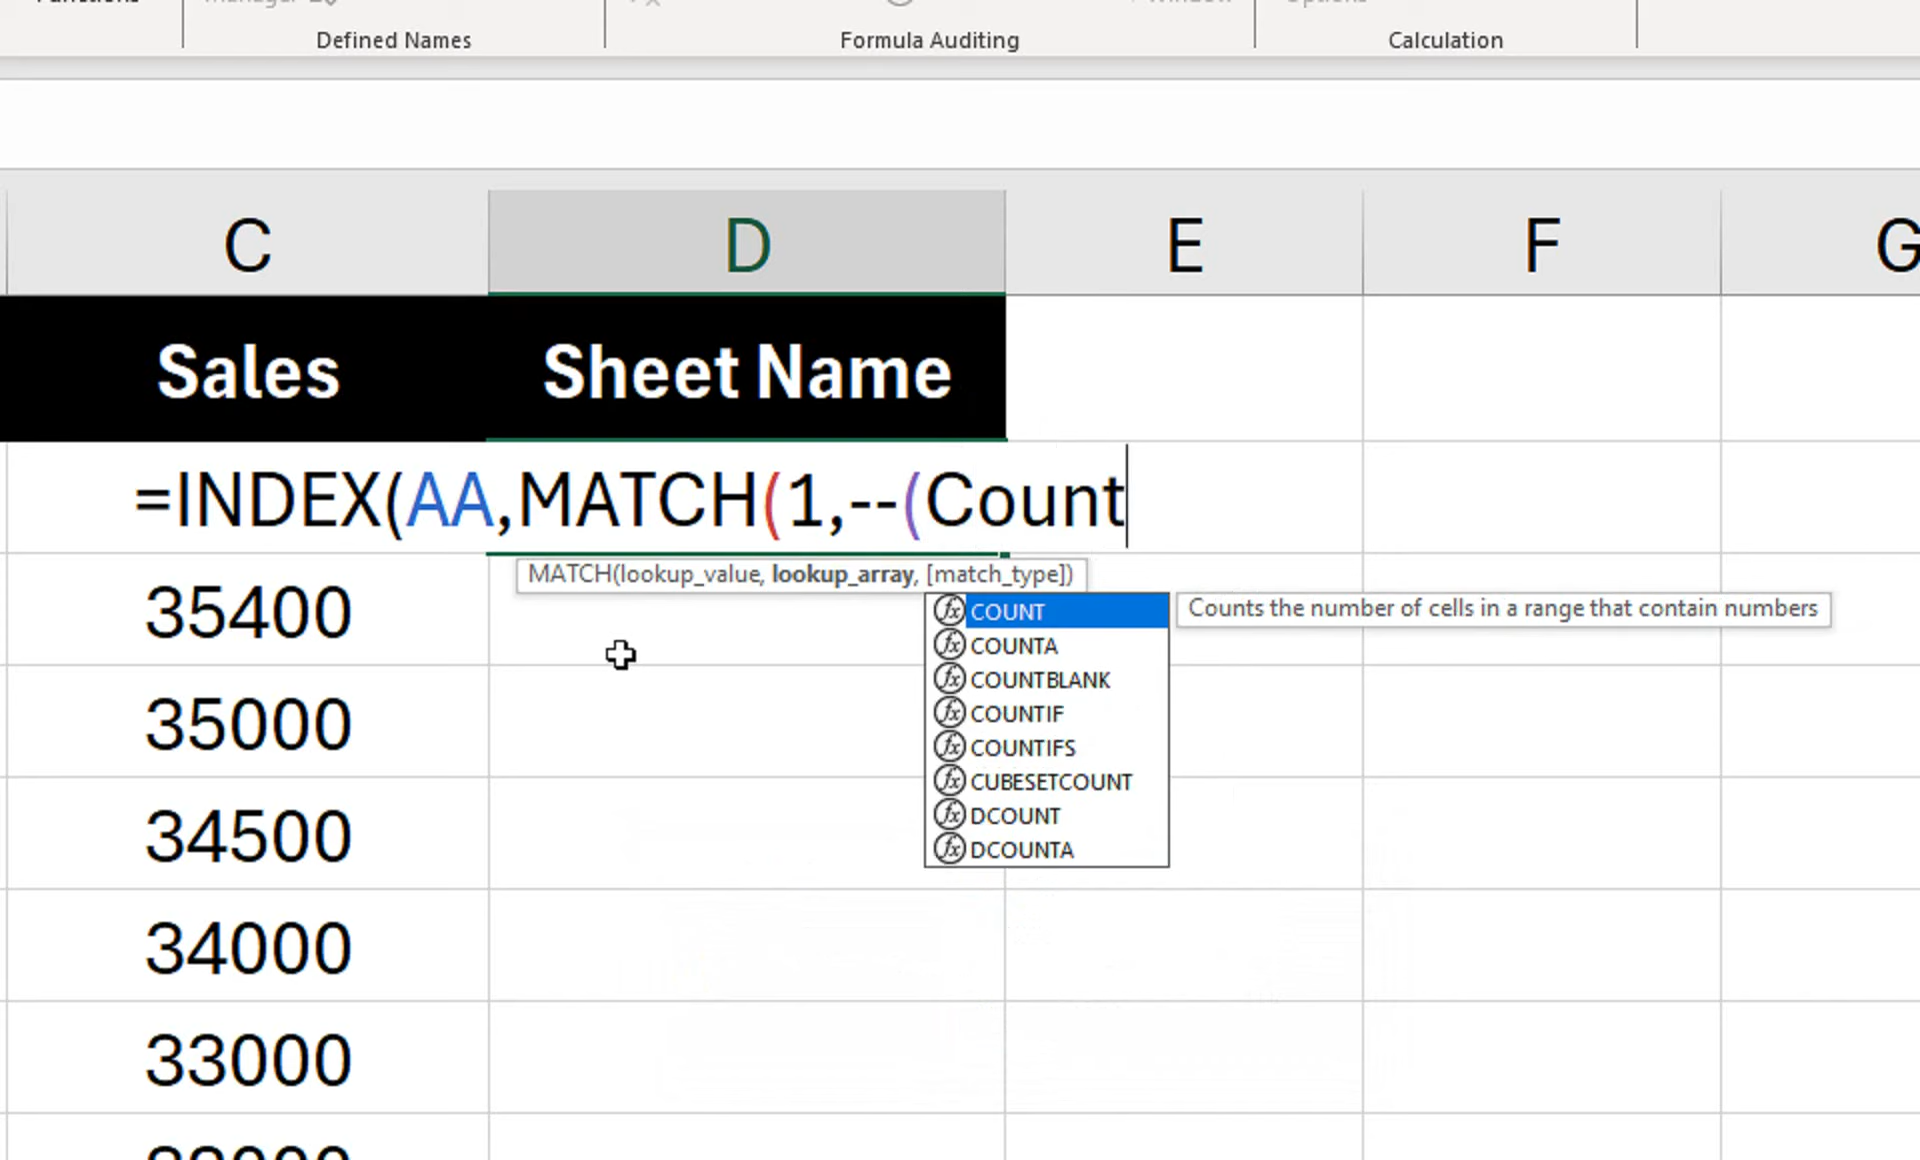 Defined Names
Formula Auditing
Calculation
C
D
E
F
G
Sales
Sheet Name
=INDEX(AA,MATCH(1,--(Count
MATCH(lookup_value, lookup_array, [match_type])
35400
COUNT
Counts the number of cells in a range that contain numbers
COUNTA
35000
COUNTBLANK
COUNTIF
COUNTIFS
CUBESETCOUNT
34500
DCOUNT
DCOUNTA
34000
33000